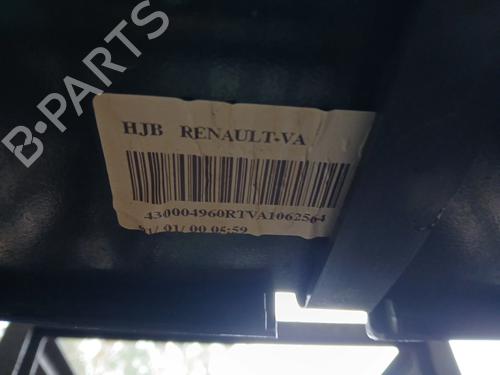 B-PARTS
HJB RENAULT-VA
430004960RTVA1062564
01/ 01/ 00 05:59